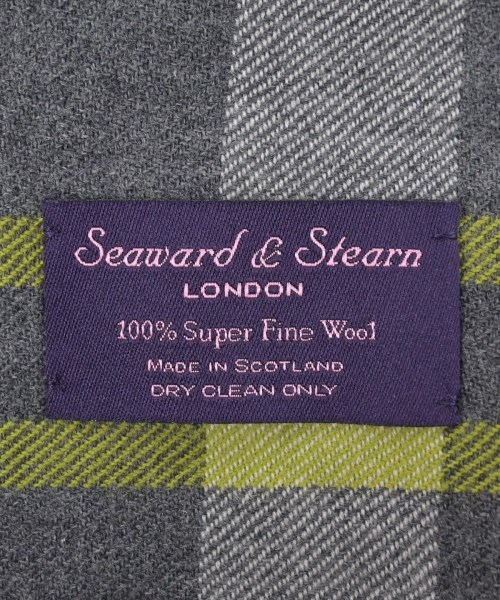 Seaward & Stearn
LONDON
100% Super Fine Wool
MADE IN SCOTLAND
DRY CLEAN ONLY